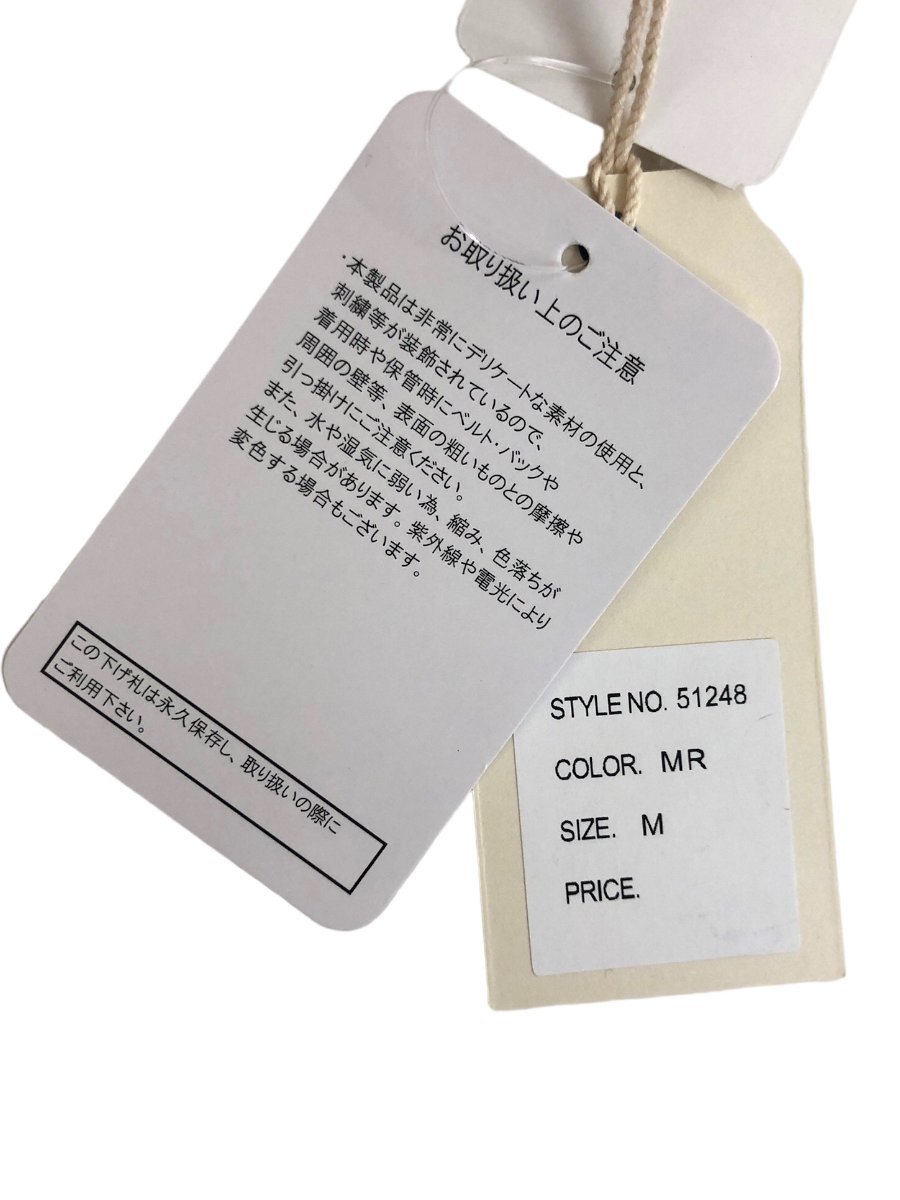 お取り扱い上のご注意
・本製品は非常にデリケートな素材の使用と、
刺繍等が装飾されているので、
着用時や保管時にベルト・バックや
周囲の壁等、表面の粗いものとの摩擦や
引っ掛けにご注意ください。
また、水や湿気に弱い為、縮み、色落ちが
生じる場合があります。紫外線や電光により
変色する場合もございます。
この下げ札は永久保存し、取り扱いの際に
ご利用下さい。
STYLE NO. 51248
COLOR. MR
SIZE. M
PRICE.